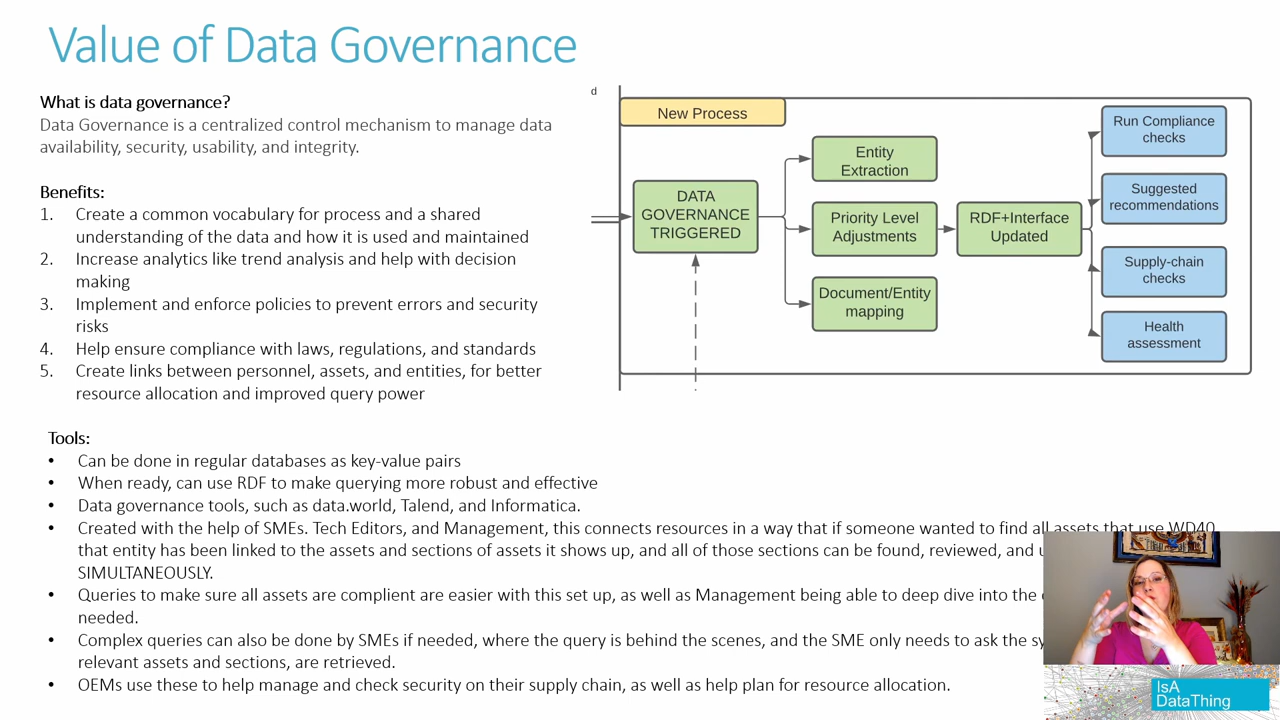 Value of Data Governance
What is data governance?
Data Governance is a centralized control mechanism to manage data
availability, security, usability, and integrity.
Benefits:
1. Create a common vocabulary for process and a shared
understanding of the data and how it is used and maintained
2. Increase analytics like trend analysis and help with decision
making
3. Implement and enforce policies to prevent errors and security
risks
4. Help ensure compliance with laws, regulations, and standards
5. Create links between personnel, assets, and entities, for better
resource allocation and improved query power
d
New Process
DATA
GOVERNANCE
TRIGGERED
Entity
Extraction
Priority Level
Adjustments
Document/Entity
mapping
RDF+Interface
Updated
Run Compliance
checks
Suggested
recommendations
Supply-chain
checks
Health
assessment
Tools:
• Can be done in regular databases as key-value pairs
• When ready, can use RDF to make querying more robust and effective
• Data governance tools, such as data.world, Talend, and Informatica.
• Created with the help of SMEs. Tech Editors, and Management, this connects resources in a way that if someone wanted to find all assets that use WD40
that entity has been linked to the assets and sections of assets it shows up, and all of those sections can be found, reviewed, and
SIMULTANEOUSLY.
• Queries to make sure all assets are complient are easier with this set up, as well as Management being able to deep dive into the
needed.
• Complex queries can also be done by SMEs if needed, where the query is behind the scenes, and the SME only needs to ask the
relevant assets and sections, are retrieved.
• OEMs use these to help manage and check security on their supply chain, as well as help plan for resource allocation.
IsA
DataThing